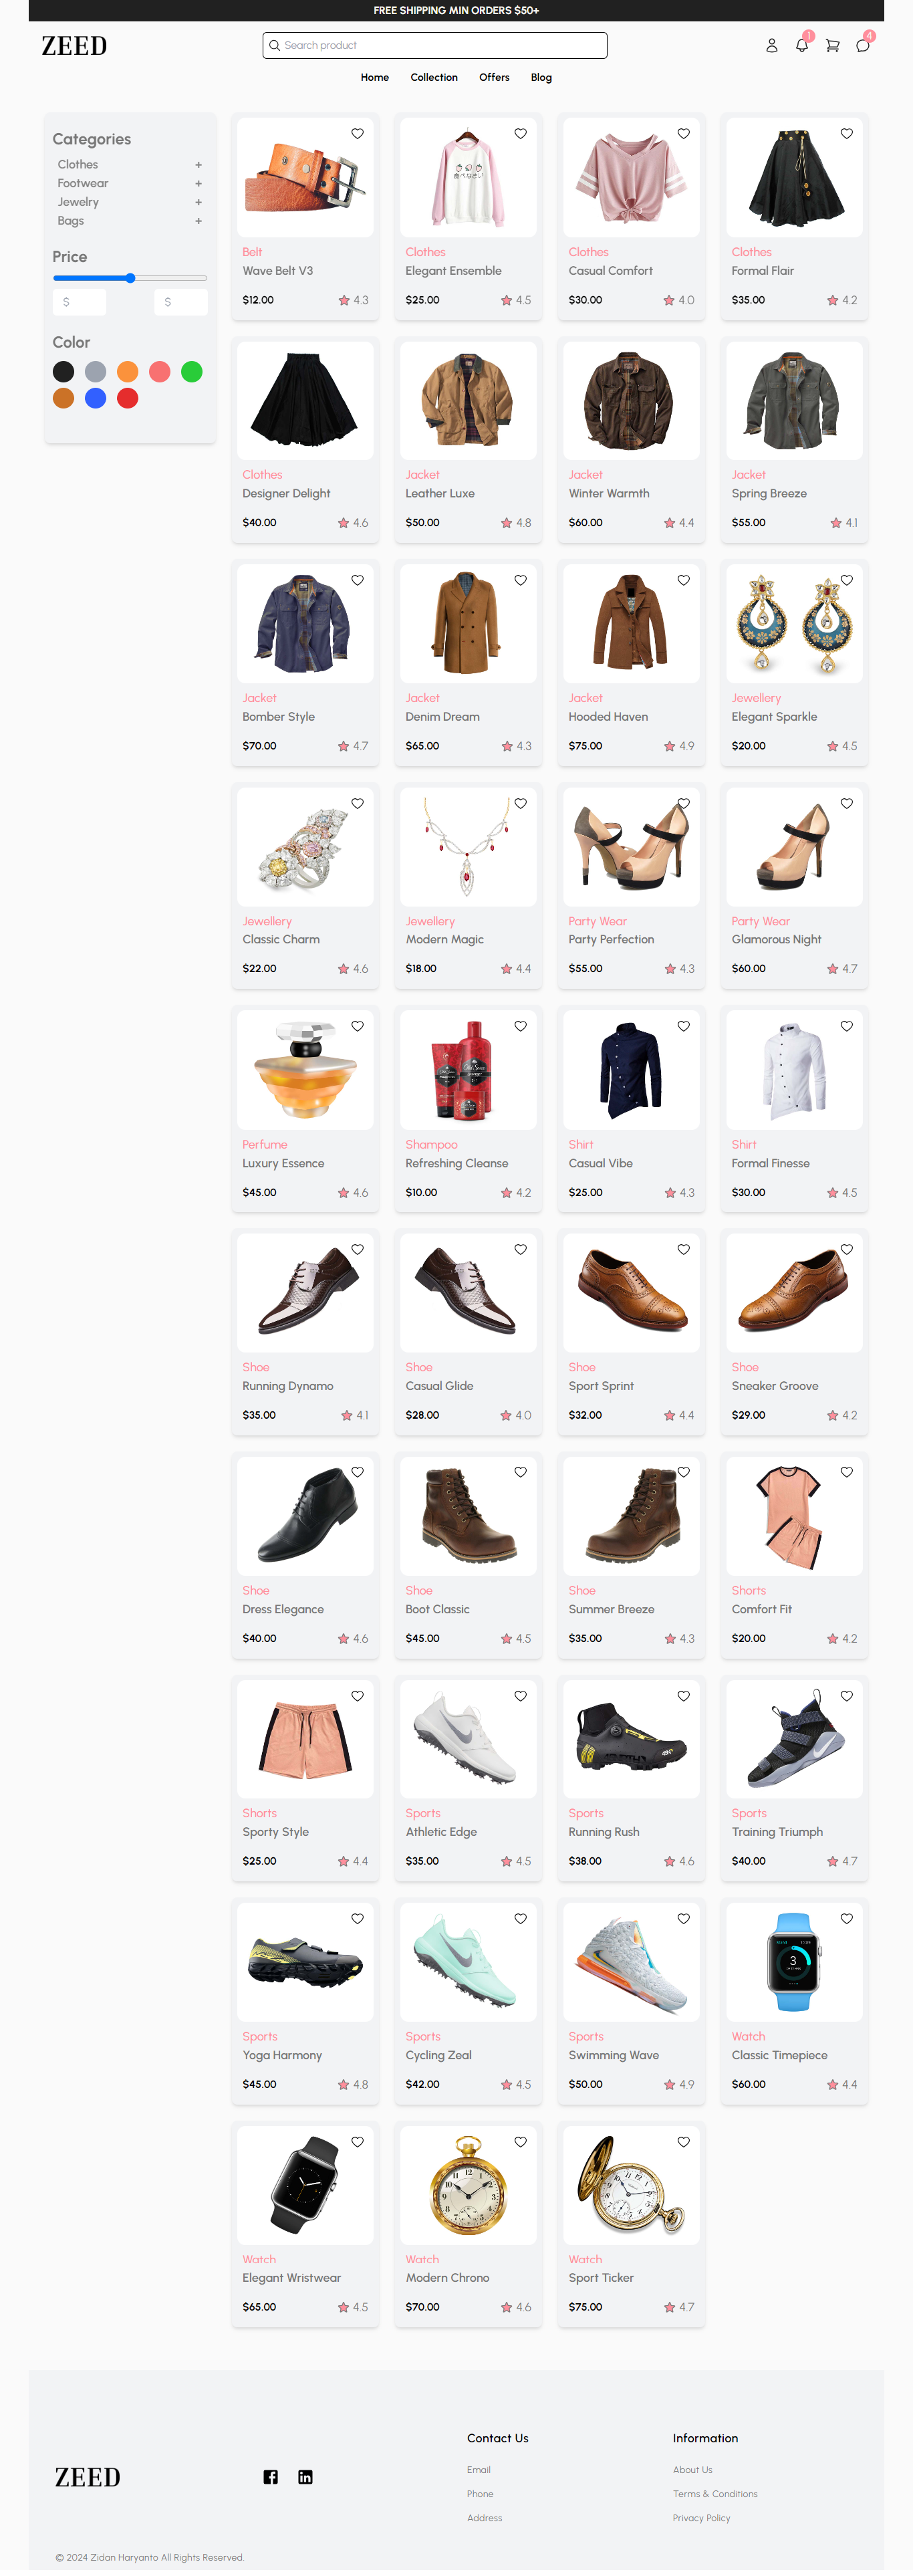 FREE SHIPPING MIN ORDERS $50+
ZEED
Search product
1
4
Home Collection Offers Blog
Categories
Clothes +
Footwear +
Jewelry +
Bags +
Price
$ $
Color
Belt
Wave Belt V3
$12.00 4.3
食べなさい
Clothes
Elegant Ensemble
$25.00 4.5
Clothes
Casual Comfort
$30.00 4.0
Clothes
Formal Flair
$35.00 4.2
Clothes
Designer Delight
$40.00 4.6
Jacket
Leather Luxe
$50.00 4.8
Jacket
Winter Warmth
$60.00 4.4
Jacket
Spring Breeze
$55.00 4.1
Jacket
Bomber Style
$70.00 4.7
Jacket
Denim Dream
$65.00 4.3
Jacket
Hooded Haven
$75.00 4.9
Jewellery
Elegant Sparkle
$20.00 4.5
Jewellery
Classic Charm
$22.00 4.6
Jewellery
Modern Magic
$18.00 4.4
Party Wear
Party Perfection
$55.00 4.3
Party Wear
Glamorous Night
$60.00 4.7
Perfume
Luxury Essence
$45.00 4.6
Old Spice
Shampoo
Refreshing Cleanse
$10.00 4.2
Shirt
Casual Vibe
$25.00 4.3
Shirt
Formal Finesse
$30.00 4.5
Shoe
Running Dynamo
$35.00 4.1
Shoe
Casual Glide
$28.00 4.0
Shoe
Sport Sprint
$32.00 4.4
Shoe
Sneaker Groove
$29.00 4.2
Shoe
Dress Elegance
$40.00 4.6
Shoe
Boot Classic
$45.00 4.5
Shoe
Summer Breeze
$35.00 4.3
Shorts
Comfort Fit
$20.00 4.2
Shorts
Sporty Style
$25.00 4.4
Sports
Athletic Edge
$35.00 4.5
Sports
Running Rush
$38.00 4.6
Sports
Training Triumph
$40.00 4.7
Sports
Yoga Harmony
$45.00 4.8
Sports
Cycling Zeal
$42.00 4.5
Sports
Swimming Wave
$50.00 4.9
3
Watch
Classic Timepiece
$60.00 4.4
Watch
Elegant Wristwear
$65.00 4.5
Watch
Modern Chrono
$70.00 4.6
Watch
Sport Ticker
$75.00 4.7
ZEED
Contact Us
Email
Phone
Address
Information
About Us
Terms & Conditions
Privacy Policy
© 2024 Zidan Haryanto All Rights Reserved.